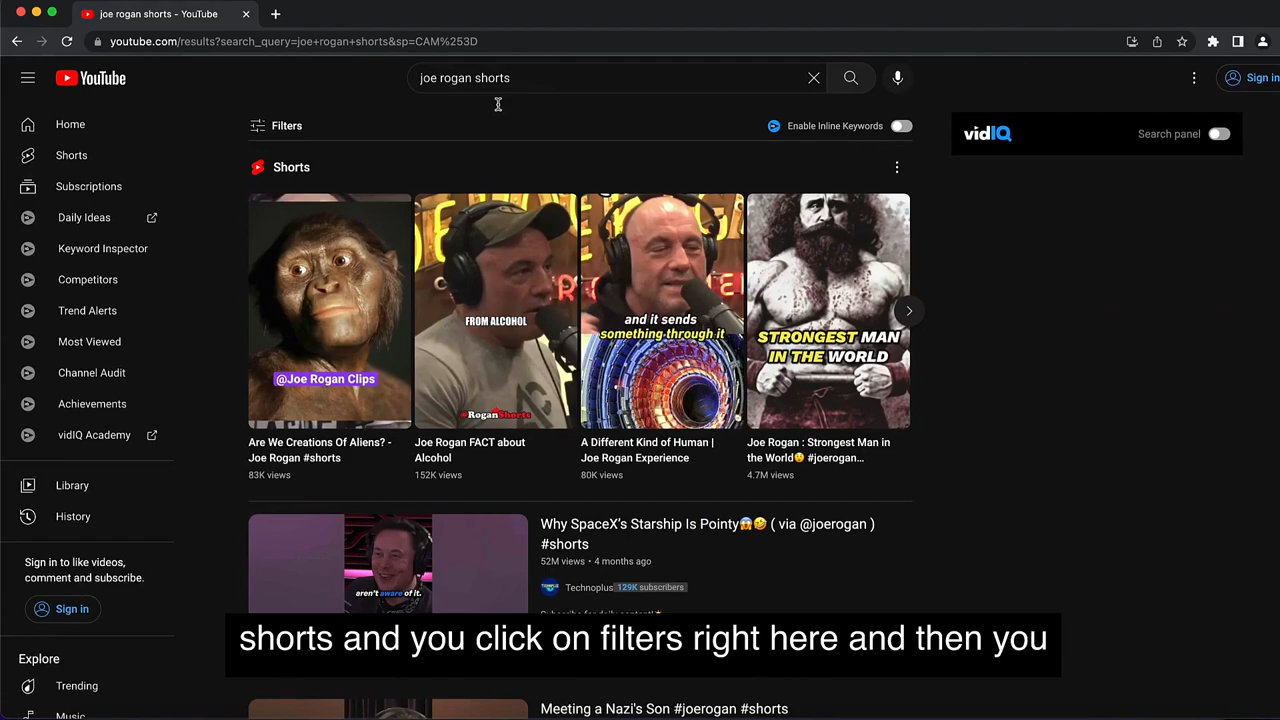 joe rogan shorts - YouTube
youtube.com/results?search_query=joe+rogan+shorts&sp=CAM%253D
YouTube
joe rogan shorts
Sign in
Home
Shorts
Subscriptions
Daily Ideas
Keyword Inspector
Competitors
Trend Alerts
Most Viewed
Channel Audit
Achievements
vidIQ Academy
Library
History
Sign in to like videos,
comment and subscribe.
Sign in
Explore
Trending
Music
Filters
Enable Inline Keywords
vidIQ
Search panel
Shorts
@Joe Rogan Clips
FROM ALCOHOL
#RoganShorts
and it sends
something through it
STRONGEST MAN
IN THE WORLD
Are We Creations Of Aliens? -
Joe Rogan #shorts
83K views
Joe Rogan FACT about
Alcohol
152K views
A Different Kind of Human |
Joe Rogan Experience
80K views
Joe Rogan : Strongest Man in
the World😗 #joerogan…
4.7M views
aren't aware of it.
Why SpaceX's Starship Is Pointy😱🤣 ( via @joerogan )
#shorts
52M views • 4 months ago
Technoplus 129K subscribers
shorts and you click on filters right here and then you
Meeting a Nazi's Son #joerogan #shorts